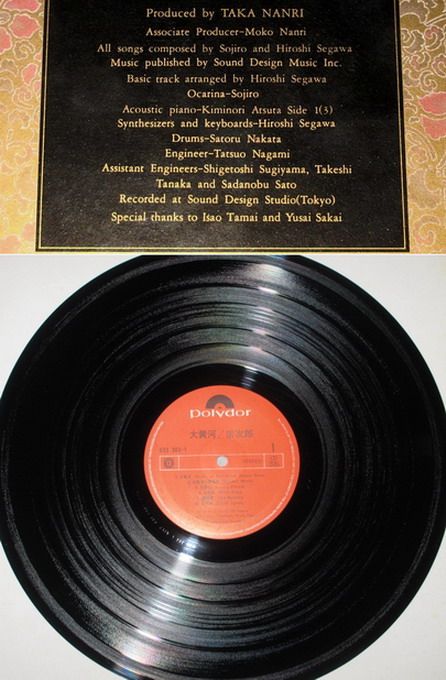 Produced by TAKA NANRI
Associate Producer-Moko Nanri
All songs composed by Sojiro and Hiroshi Segawa
Music published by Sound Design Music Inc.
Basic track arranged by Hiroshi Segawa
Ocarina-Sojiro
Acoustic piano-Kiminori Atsuta Side 1(3)
Synthesizers and keyboards-Hiroshi Segawa
Drums-Satoru Nakata
Engineer-Tatsuo Nagami
Assistant Engineers-Shigetoshi Sugiyama, Takeshi
Tanaka and Sadanobu Sato
Recorded at Sound Design Studio(Tokyo)
Special thanks to Isao Tamai and Yusai Sakai
polydor
大黄河／宗次郎
1